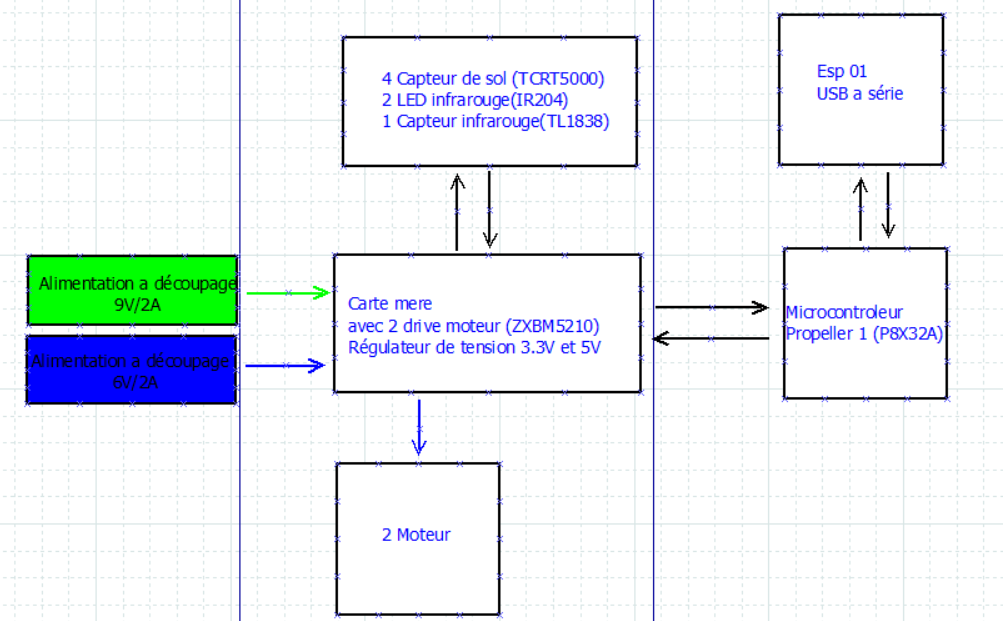 4 Capteur de sol (TCRT5000)
2 LED infrarouge(IR204)
1 Capteur infrarouge(TL1838)
Esp 01
USB a série
Alimentation a découpage
9V/2A
Alimentation a découpage
6V/2A
Carte mere
avec 2 drive moteur (ZXBM5210)
Régulateur de tension 3.3V et 5V
Microcontroleur
Propeller 1 (P8X32A)
2 Moteur